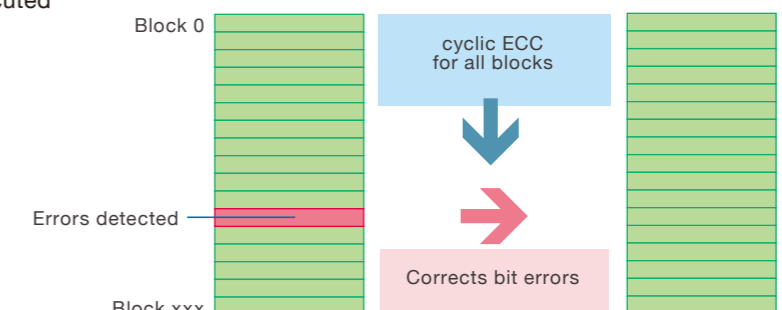 Block 0
cyclic ECC
for all blocks
Errors detected
Corrects bit errors
Block xxx